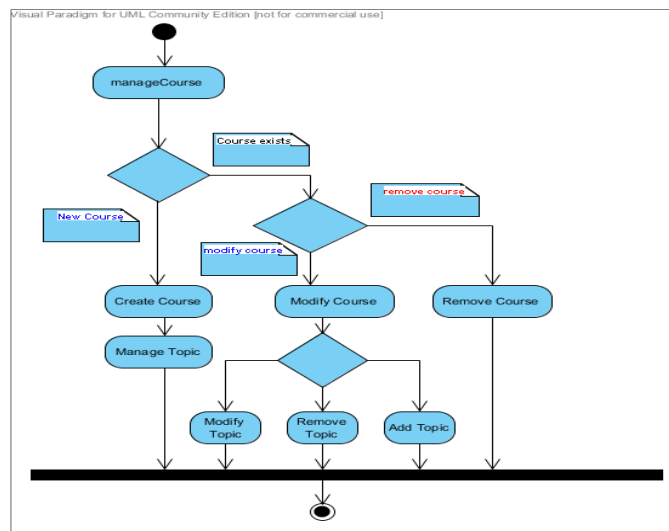 Visual Paradigm for UML Community Edition [not for commercial use]
manageCourse
Course exists
remove course
New Course
modify course
Create Course
Modify Course
Remove Course
Manage Topic
Modify
Topic
Remove
Topic
Add Topic